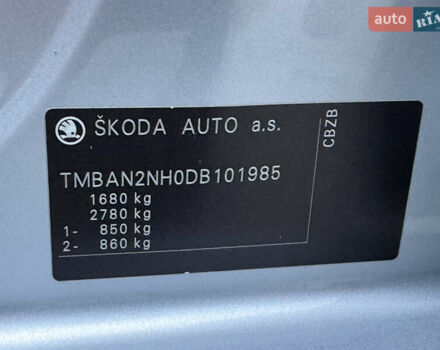 auto RIA
ŠKODA AUTO a.s.
CBZB
TMBAN2NH0DB101985
1680 kg
2780 kg
1- 850 kg
2- 860 kg